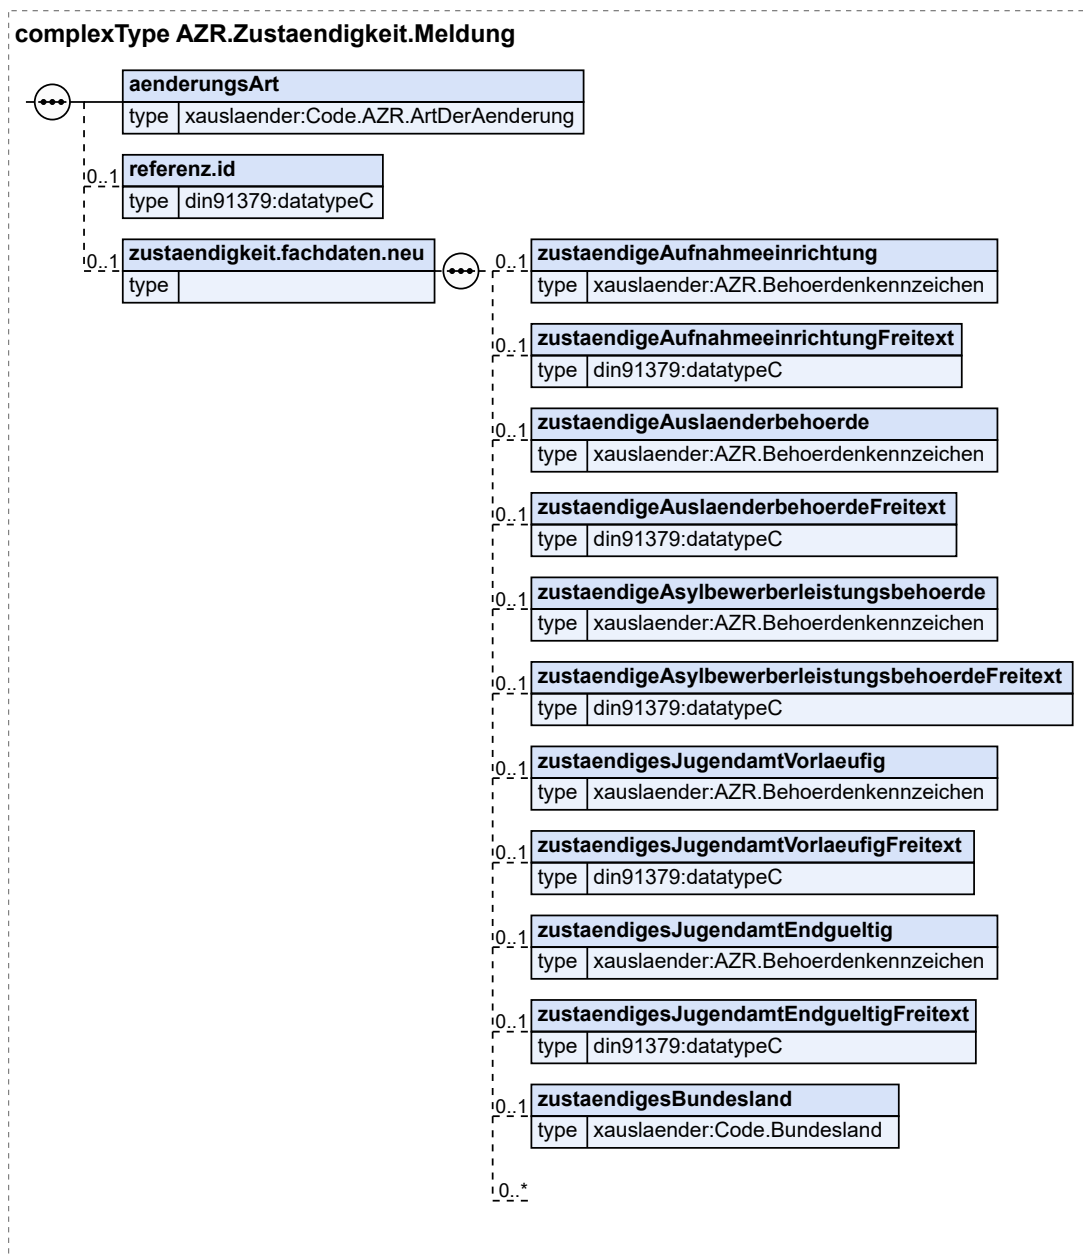 complexType AZR.Zustaendigkeit.Meldung
aenderungsArt
type xauslaender:Code.AZR.ArtDerAenderung
0..1 referenz.id
type din91379:datatypeC
0..1 zustaendigkeit.fachdaten.neu
type
0..1 zustaendigeAufnahmeeinrichtung
type xauslaender:AZR.Behoerdenkennzeichen
0..1 zustaendigeAufnahmeeinrichtungFreitext
type din91379:datatypeC
0..1 zustaendigeAuslaenderbehoerde
type xauslaender:AZR.Behoerdenkennzeichen
0..1 zustaendigeAuslaenderbehoerdeFreitext
type din91379:datatypeC
0..1 zustaendigeAsylbewerberleistungsbehoerde
type xauslaender:AZR.Behoerdenkennzeichen
0..1 zustaendigeAsylbewerberleistungsbehoerdeFreitext
type din91379:datatypeC
0..1 zustaendigesJugendamtVorlaeufig
type xauslaender:AZR.Behoerdenkennzeichen
0..1 zustaendigesJugendamtVorlaeufigFreitext
type din91379:datatypeC
0..1 zustaendigesJugendamtEndgueltig
type xauslaender:AZR.Behoerdenkennzeichen
0..1 zustaendigesJugendamtEndgueltigFreitext
type din91379:datatypeC
0..1 zustaendigesBundesland
type xauslaender:Code.Bundesland
0..*